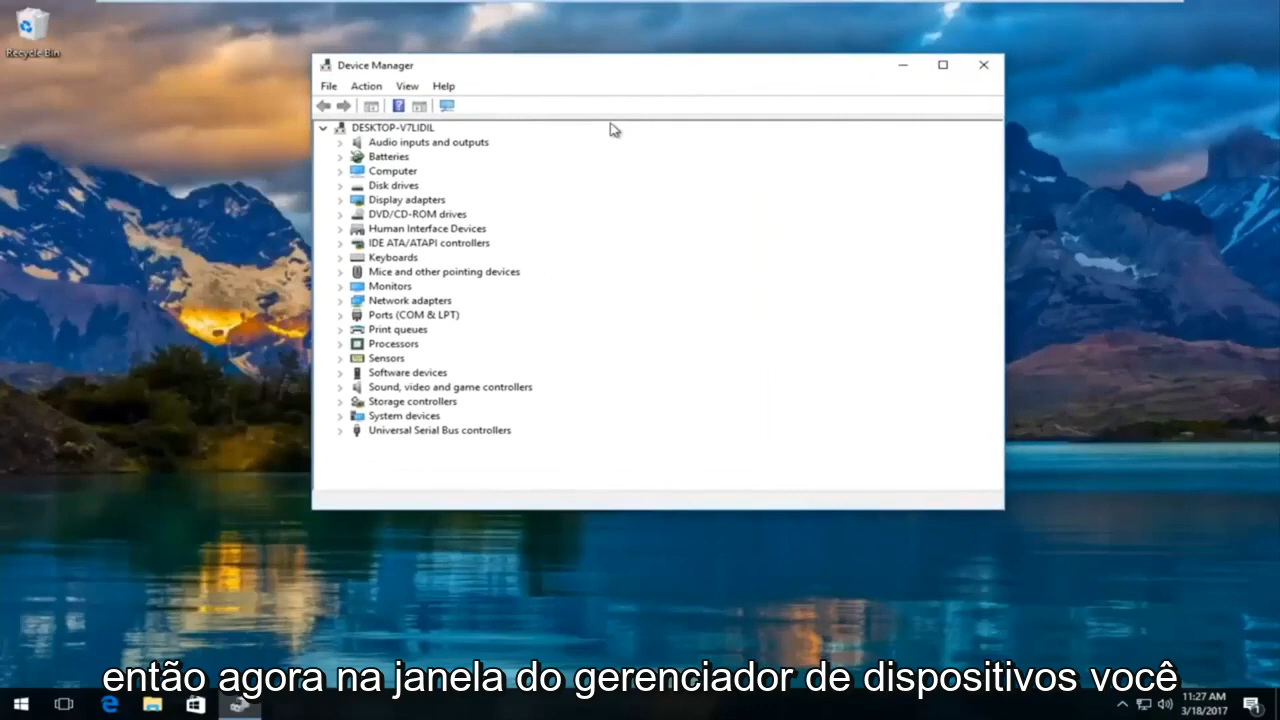 Recycle Bin
Device Manager
File Action View Help
DESKTOP-V7LIDIL
Audio inputs and outputs
Batteries
Computer
Disk drives
Display adapters
DVD/CD-ROM drives
Human Interface Devices
IDE ATA/ATAPI controllers
Keyboards
Mice and other pointing devices
Monitors
Network adapters
Ports (COM & LPT)
Print queues
Processors
Sensors
Software devices
Sound, video and game controllers
Storage controllers
System devices
Universal Serial Bus controllers
então agora na janela do gerenciador de dispositivos você
11:27 AM
3/18/2017